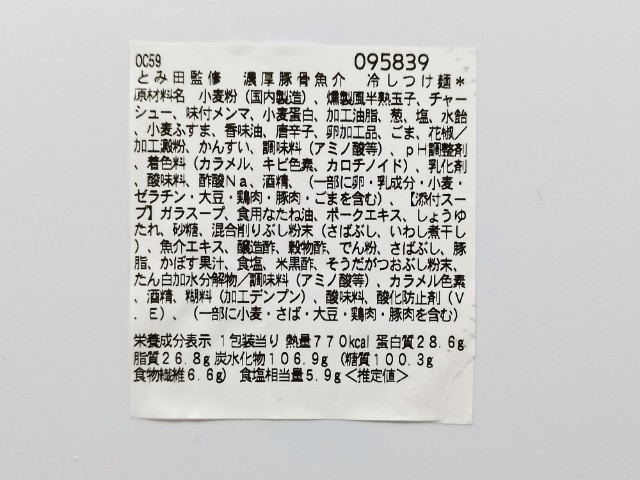 OC59 095839
とみ田監修 濃厚豚骨魚介 冷しつけ麺*
原材料名 小麦粉(国内製造)、燻製風半熟玉子、チャー
シュー、味付メンマ、小麦蛋白、加工油脂、葱、塩、水飴
、小麦ふすま、香味油、唐辛子、卵加工品、ごま、花椒/
加工澱粉、かんすい、調味料(アミノ酸等)、pH調整剤
、着色料(カラメル、キビ色素、カロチノイド)、乳化剤
、酸味料、酢酸Na、酒精、(一部に卵・乳成分・小麦・
ゼラチン・大豆・鶏肉・豚肉・ごまを含む)、【添付スー
プ】ガラスープ、食用なたね油、ポークエキス、しょうゆ
たれ、砂糖、混合削りぶし粉末(さばぶし、いわし煮干し
)、魚介エキス、醸造酢、穀物酢、でん粉、さばぶし、豚
脂、かぼす果汁、食塩、米黒酢、そうだがつおぶし粉末、
たん白加水分解物/調味料(アミノ酸等)、カラメル色素
、酒精、糊料(加工デンプン)、酸味料、酸化防止剤(V
.E)、(一部に小麦・さば・大豆・鶏肉・豚肉を含む)
栄養成分表示 1包装当り 熱量770kcal 蛋白質28.6g
脂質26.8g 炭水化物106.9g(糖質100.3g
食物繊維6.6g) 食塩相当量5.9g<推定値>